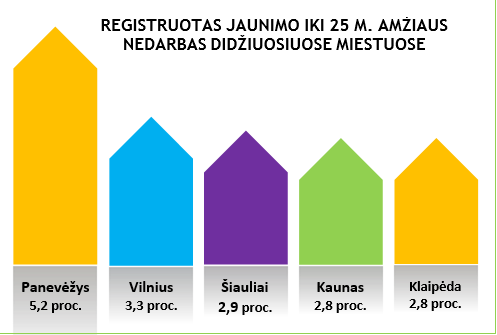 REGISTRUOTAS JAUNIMO IKI 25 M. AMŽIAUS
NEDARBAS DIDŽIUOSIUOSE MIESTUOSE
Panevėžys
5,2 proc.
Vilnius
3,3 proc.
Šiauliai
2,9 proc.
Kaunas
2,8 proc.
Klaipėda
2,8 proc.